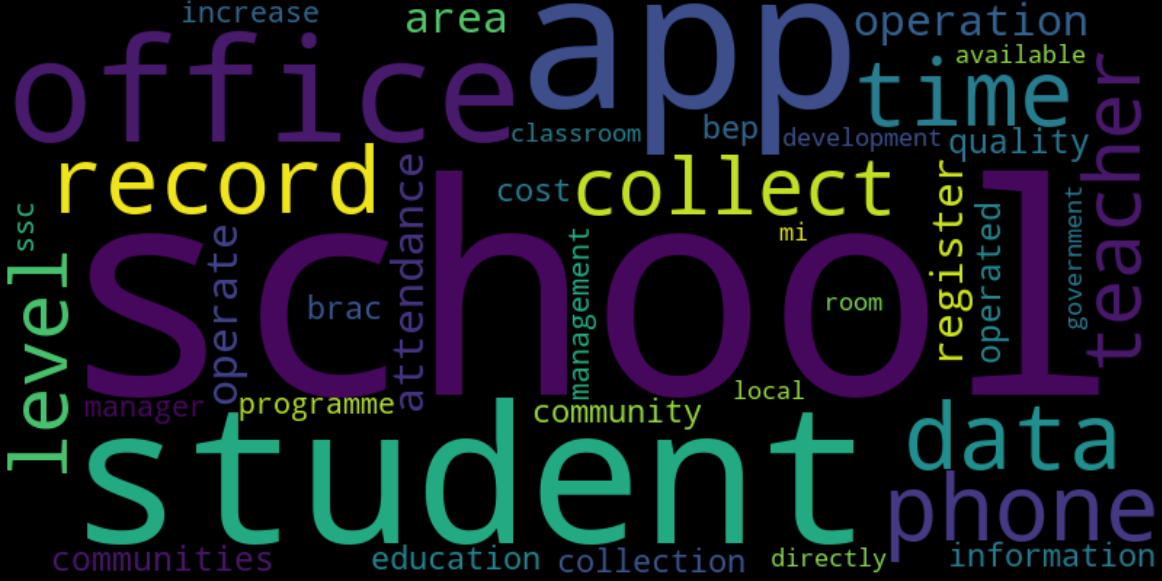 increase
area
app
operation
office
available
time
teacher
classroom
bep
development
quality
record
attendance
cost
collect
register
ssc
school
mi
operated
government
operate
management
level
brac
room
manager
programme
community
local
student
data
phone
communities
education
collection
directly
information